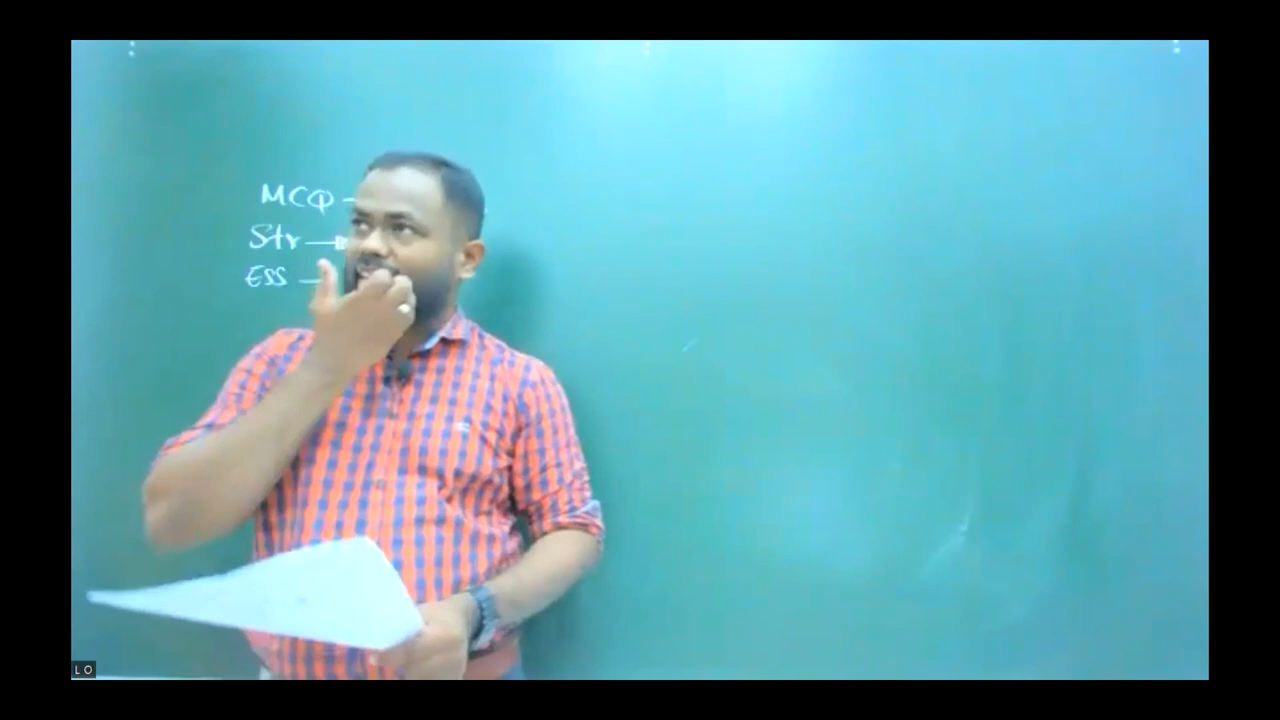 MCQ –
Str –
ESS –
L O